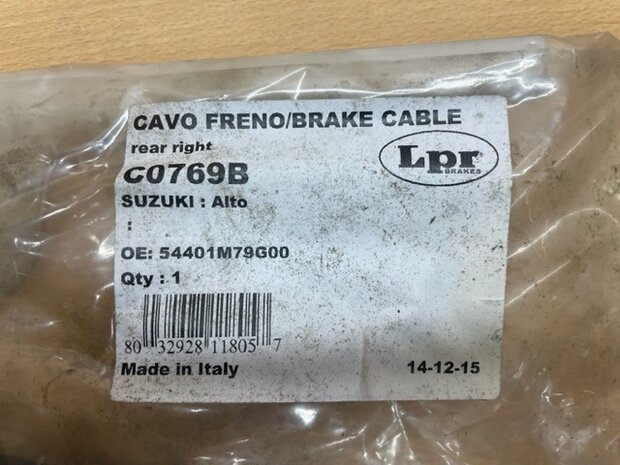 CAVO FRENO/BRAKE CABLE
rear right
Lpr
BRAKES
C0769B
SUZUKI : Alto
:
OE: 54401M79G00
Qty : 1
80 32928 11805 7
Made in Italy
14-12-15